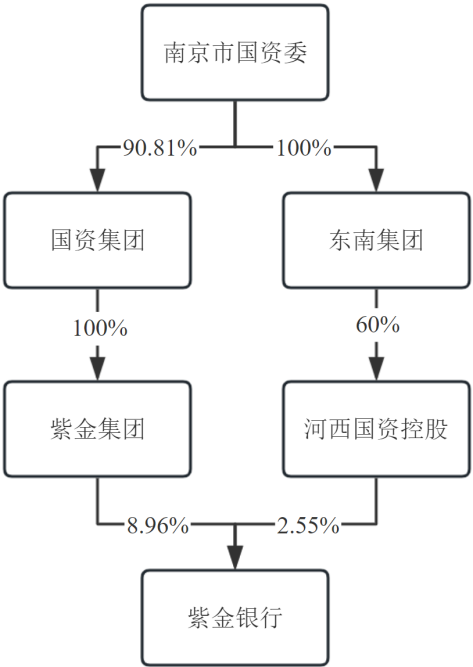 南京市国资委
90.81%
100%
国资集团
东南集团
100%
60%
紫金集团
河西国资控股
8.96%
2.55%
紫金银行